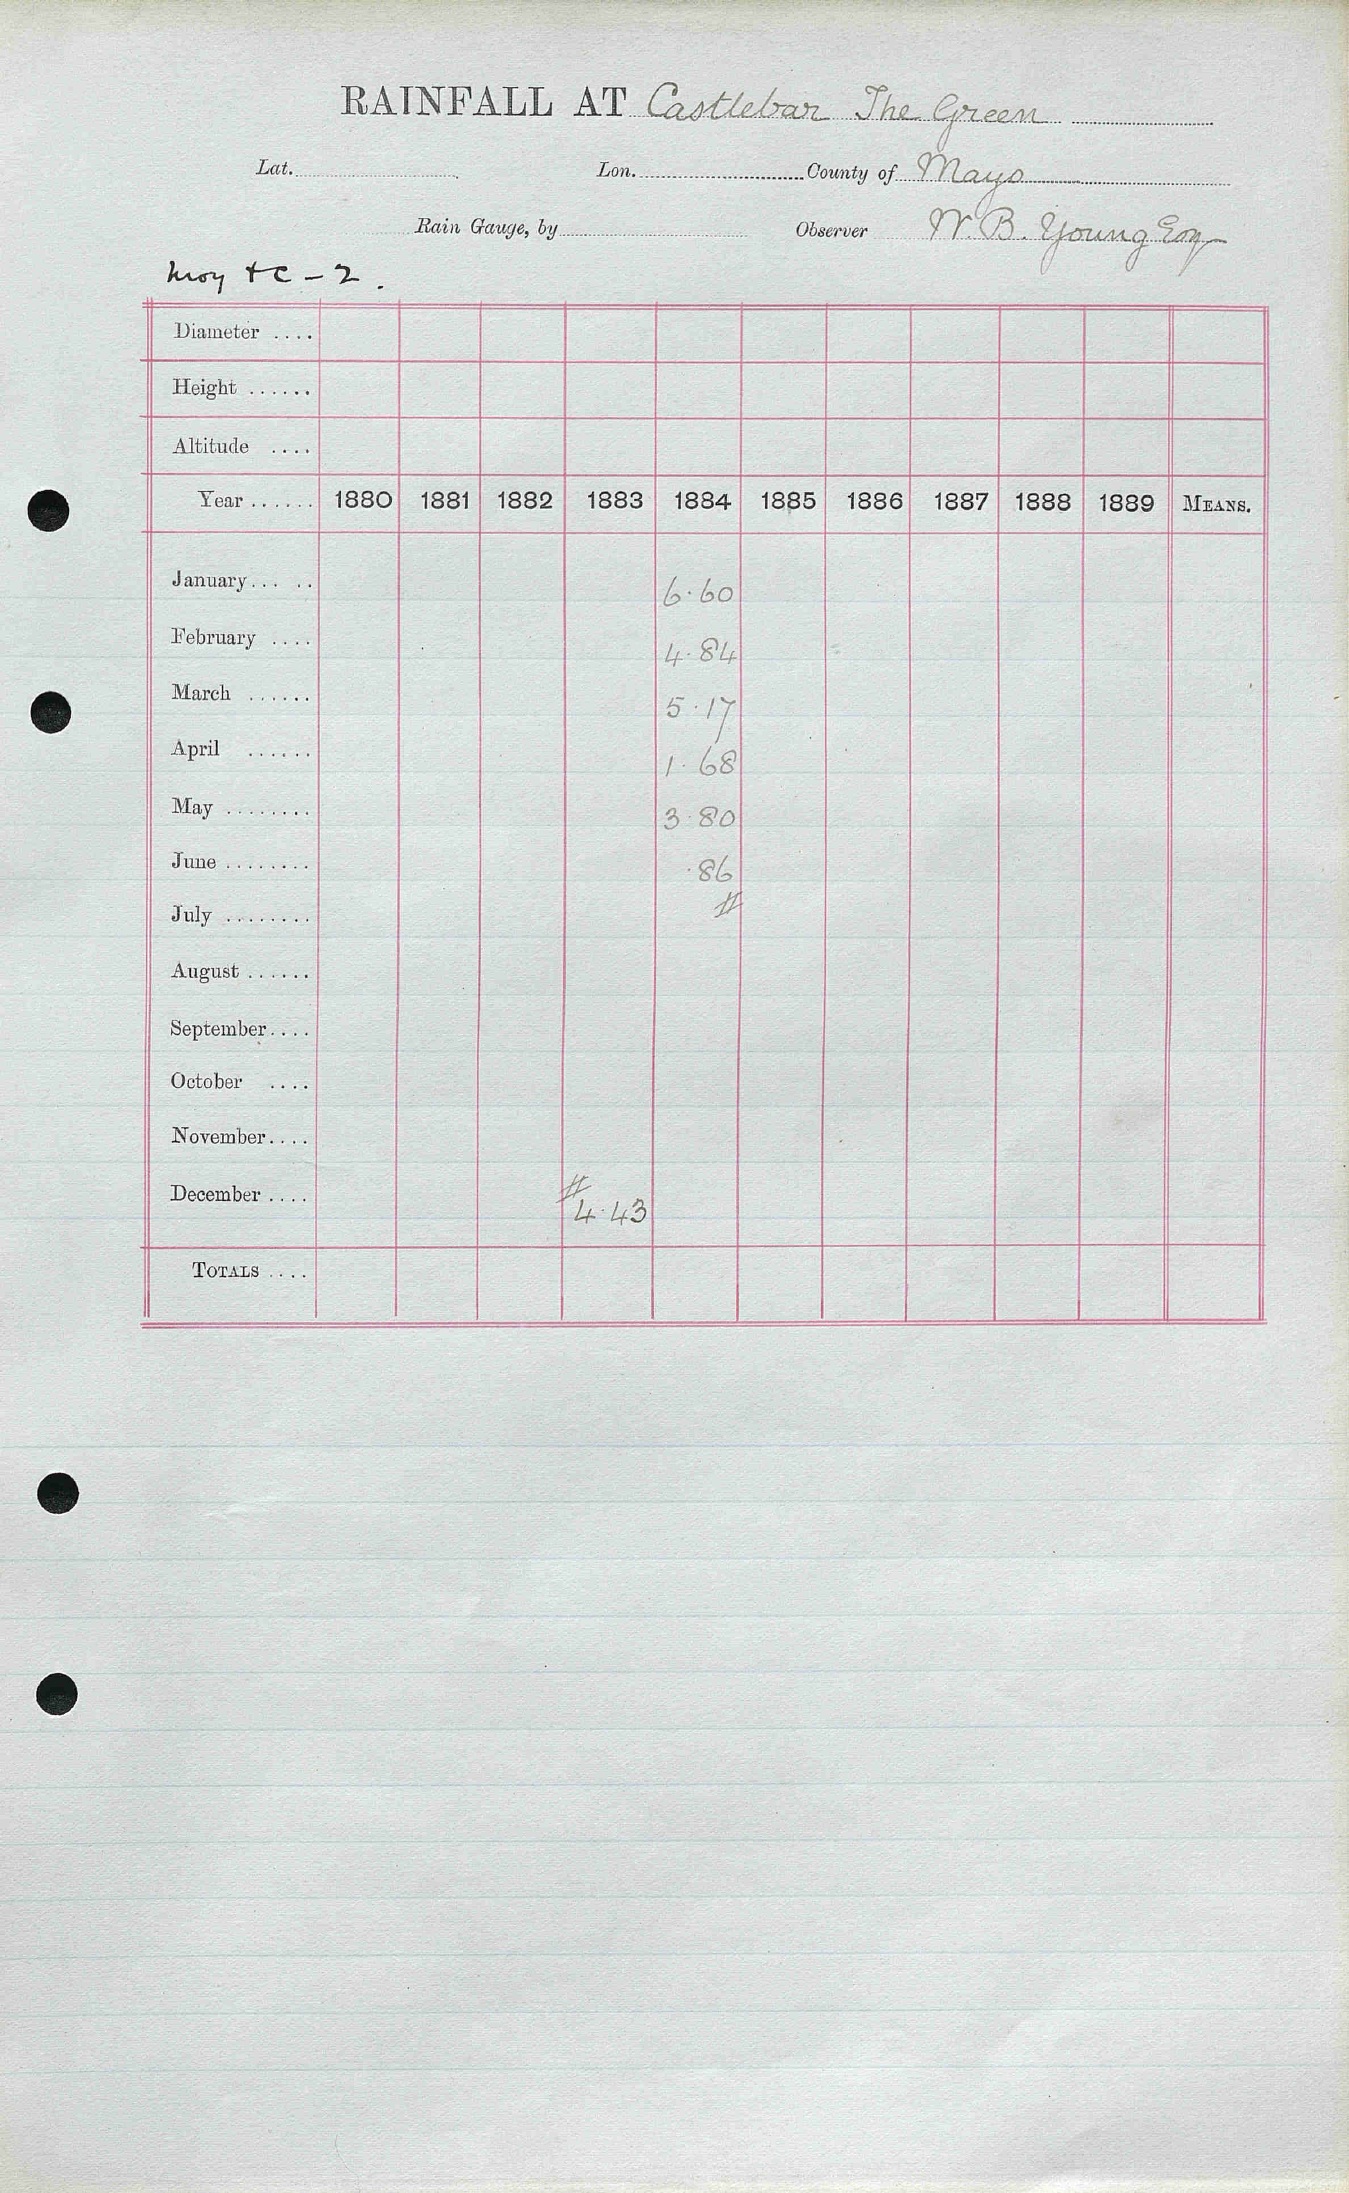 RAINFALL AT Castlebar The Green
Lat. Lon. County of Mayo
Rain Gauge, by Observer W. B. Young Esq
Moy & C - 2.
Diameter ....
Height ......
Altitude ....
Year ...... 1880 1881 1882 1883 1884 1885 1886 1887 1888 1889 MEANS.
January... .. 6.60
February .... 4.84
March ...... 5.17
April ...... 1.68
May ........ 3.80
June ........ .86
July ........ #
August ......
September....
October ....
November....
December .... # 4.43
TOTALS ....